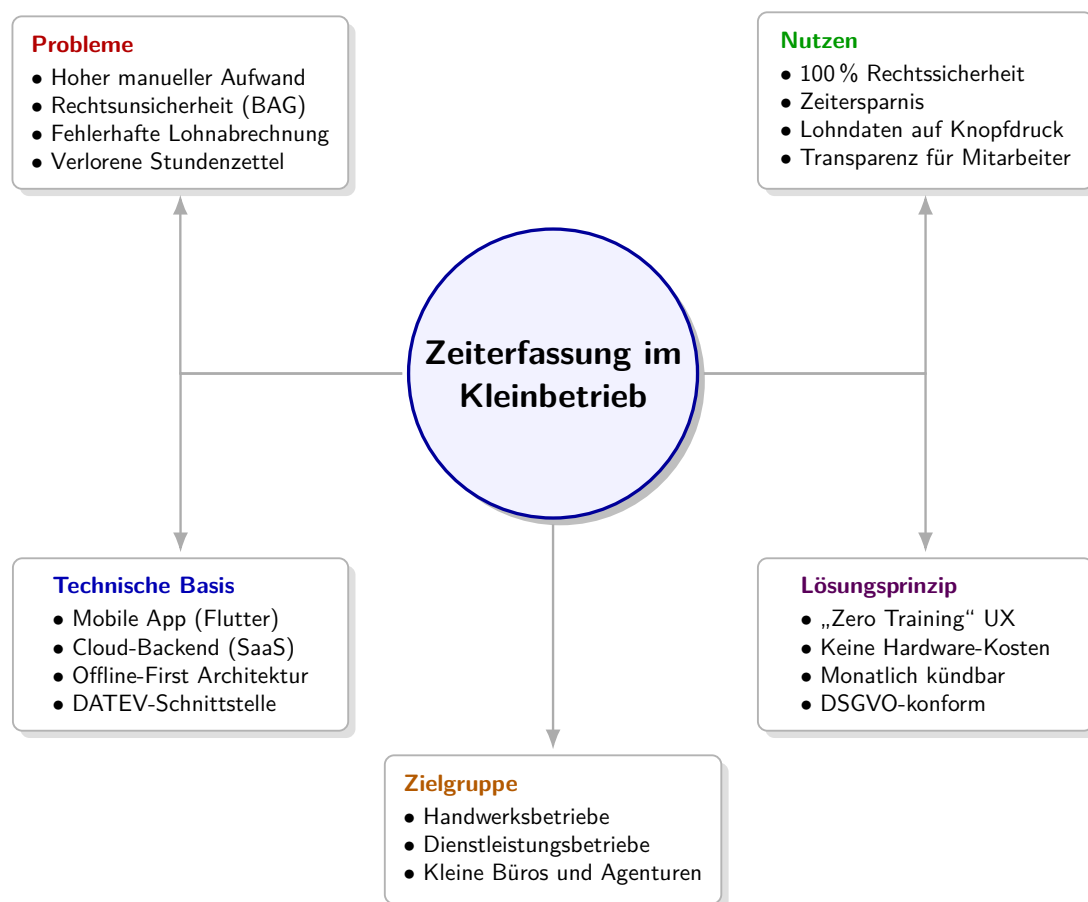 Probleme
• Hoher manueller Aufwand
• Rechtsunsicherheit (BAG)
• Fehlerhafte Lohnabrechnung
• Verlorene Stundenzettel
Nutzen
• 100 % Rechtssicherheit
• Zeitersparnis
• Lohndaten auf Knopfdruck
• Transparenz für Mitarbeiter
Zeiterfassung im
Kleinbetrieb
Technische Basis
• Mobile App (Flutter)
• Cloud-Backend (SaaS)
• Offline-First Architektur
• DATEV-Schnittstelle
Lösungsprinzip
• „Zero Training“ UX
• Keine Hardware-Kosten
• Monatlich kündbar
• DSGVO-konform
Zielgruppe
• Handwerksbetriebe
• Dienstleistungsbetriebe
• Kleine Büros und Agenturen